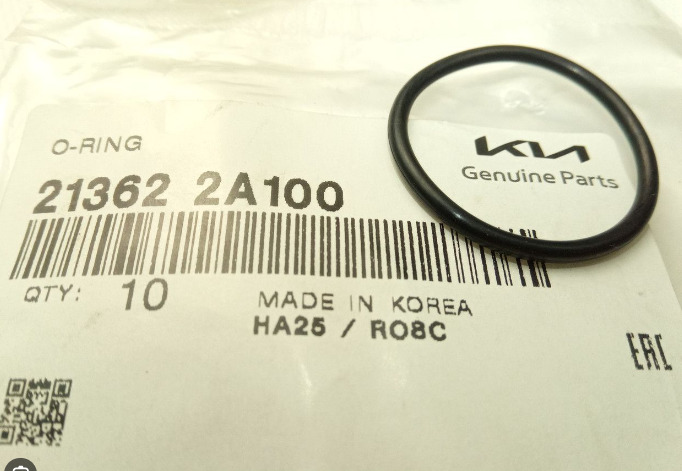 O-RING
KIA
Genuine Parts
21362 2A100
QTY: 10
MADE IN KOREA
HA25 / R08C
EAC